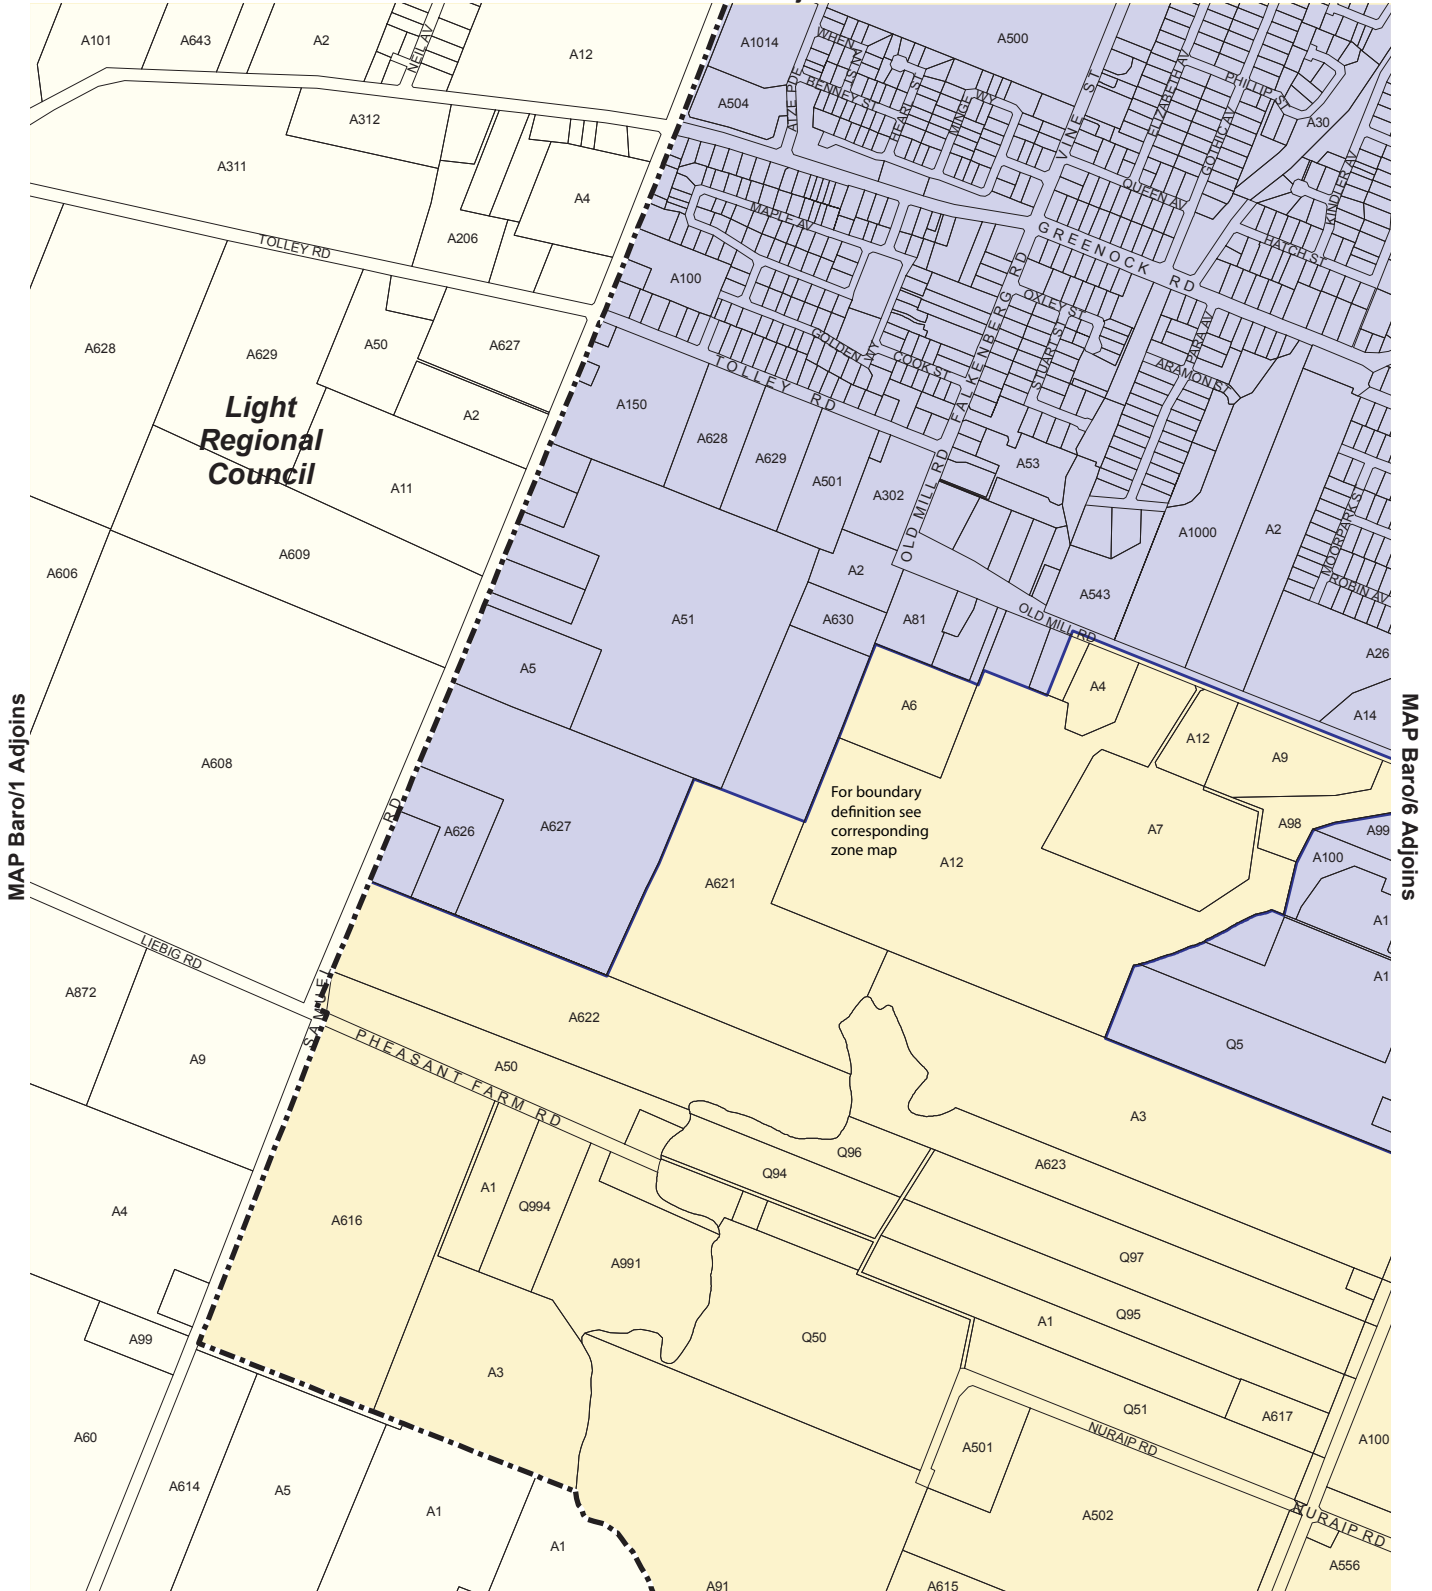 A101
A643
A2
NEIL AV
A12
A1014
A500
WHEN
AN ST
BENNEY ST
PEARL ST
MINGE WY
VINE ST
ELIZABETH AV
PHILLIP ST
GOTHIC AV
A30
A504
ATZE PDE
A312
A311
A4
KINDLER AV
QUEEN AV
A206
MAPLE AV
GREENOCK RD
HATCH ST
TOLLEY RD
A100
OXLEY ST
A628
A629
A50
A627
GOLDEN WY
COOK ST
FALKENBERG RD
STUART S
PARA AV
ARAMON ST
TOLLEY RD
Light
Regional
Council
A2
A150
A628
A629
A501
A302
A53
OLD MILL RD
A11
A1000
A2
MOORPARK S
ROBIN AV
A609
A606
A2
A543
A51
A630
A81
OLD MILL RD
A26
A5
A4
A14
A6
A12
A9
MAP Baro/1 Adjoins
MAP Baro/6 Adjoins
A608
For boundary
definition see
corresponding
zone map
RD
A626
A627
A7
A98
A99
A100
A12
A621
A1
LIEBIG RD
A1
A872
SAMUEL
A622
A9
PHEASANT FARM RD
A50
Q5
A3
A623
Q96
Q94
A4
A616
A1
Q994
A991
Q97
Q95
A1
A99
Q50
A3
Q51
A617
A60
NURAIP RD
A501
A100
A614
A5
A1
A502
NURAIP RD
A1
A556
A91
A615